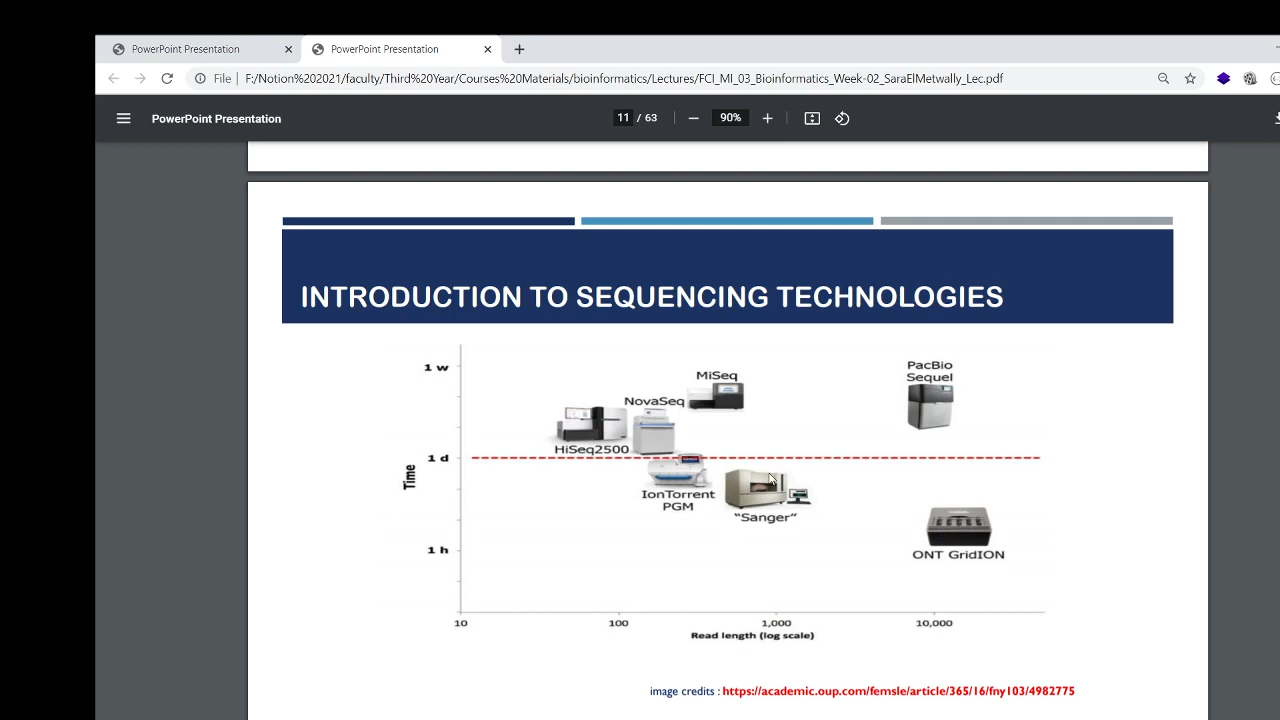 PowerPoint Presentation
PowerPoint Presentation
File | F:/Notion%202021/faculty/Third%20Year/Courses%20Materials/bioinformatics/Lectures/FCI_MI_03_Bioinformatics_Week-02_SaraElMetwally_Lec.pdf
PowerPoint Presentation
11 / 63
90%
INTRODUCTION TO SEQUENCING TECHNOLOGIES
1 w
MiSeq
PacBio
Sequel
NovaSeq
HiSeq2500
1 d
Time
IonTorrent
PGM
"Sanger"
1 h
ONT GridION
10
100
1,000
10,000
Read length (log scale)
image credits : https://academic.oup.com/femsle/article/365/16/fny103/4982775